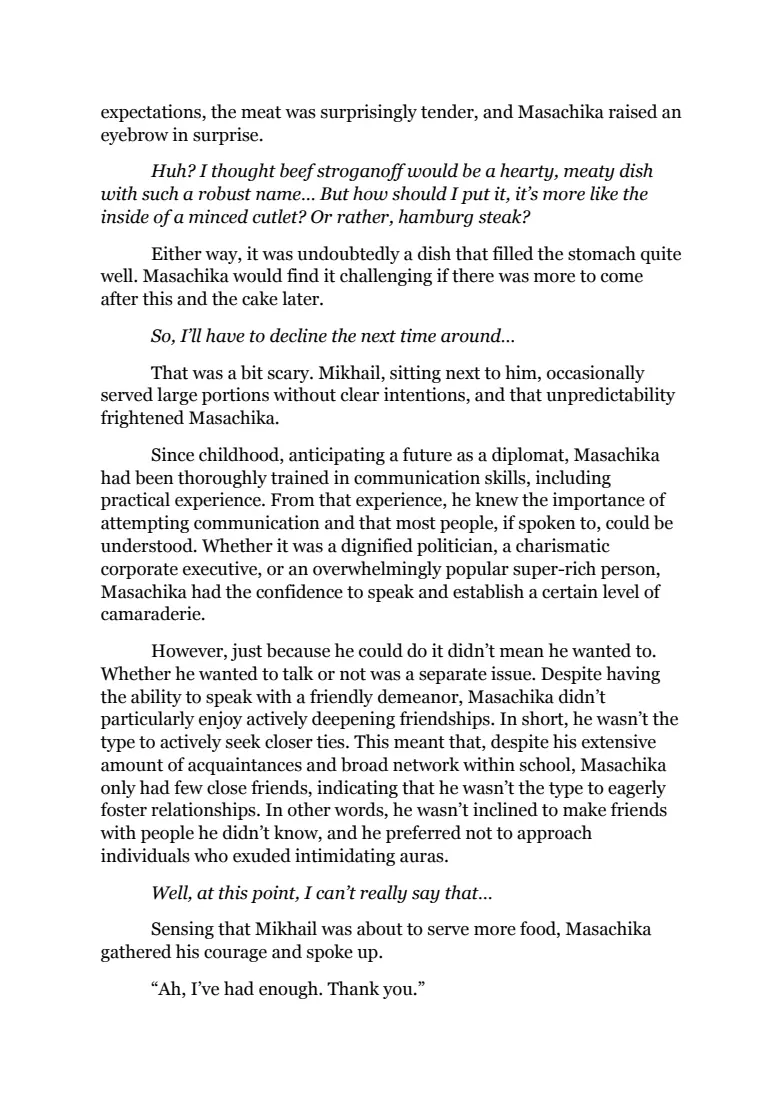 expectations, the meat was surprisingly tender, and Masachika raised an
eyebrow in surprise.
Huh? I thought beef stroganoff would be a hearty, meaty dish
with such a robust name... But how should I put it, it’s more like the
inside of a minced cutlet? Or rather, hamburg steak?
Either way, it was undoubtedly a dish that filled the stomach quite
well. Masachika would find it challenging if there was more to come
after this and the cake later.
So, I’ll have to decline the next time around...
That was a bit scary. Mikhail, sitting next to him, occasionally
served large portions without clear intentions, and that unpredictability
frightened Masachika.
Since childhood, anticipating a future as a diplomat, Masachika
had been thoroughly trained in communication skills, including
practical experience. From that experience, he knew the importance of
attempting communication and that most people, if spoken to, could be
understood. Whether it was a dignified politician, a charismatic
corporate executive, or an overwhelmingly popular super-rich person,
Masachika had the confidence to speak and establish a certain level of
camaraderie.
However, just because he could do it didn’t mean he wanted to.
Whether he wanted to talk or not was a separate issue. Despite having
the ability to speak with a friendly demeanor, Masachika didn’t
particularly enjoy actively deepening friendships. In short, he wasn’t the
type to actively seek closer ties. This meant that, despite his extensive
amount of acquaintances and broad network within school, Masachika
only had few close friends, indicating that he wasn’t the type to eagerly
foster relationships. In other words, he wasn’t inclined to make friends
with people he didn’t know, and he preferred not to approach
individuals who exuded intimidating auras.
Well, at this point, I can’t really say that...
Sensing that Mikhail was about to serve more food, Masachika
gathered his courage and spoke up.
“Ah, I’ve had enough. Thank you.”